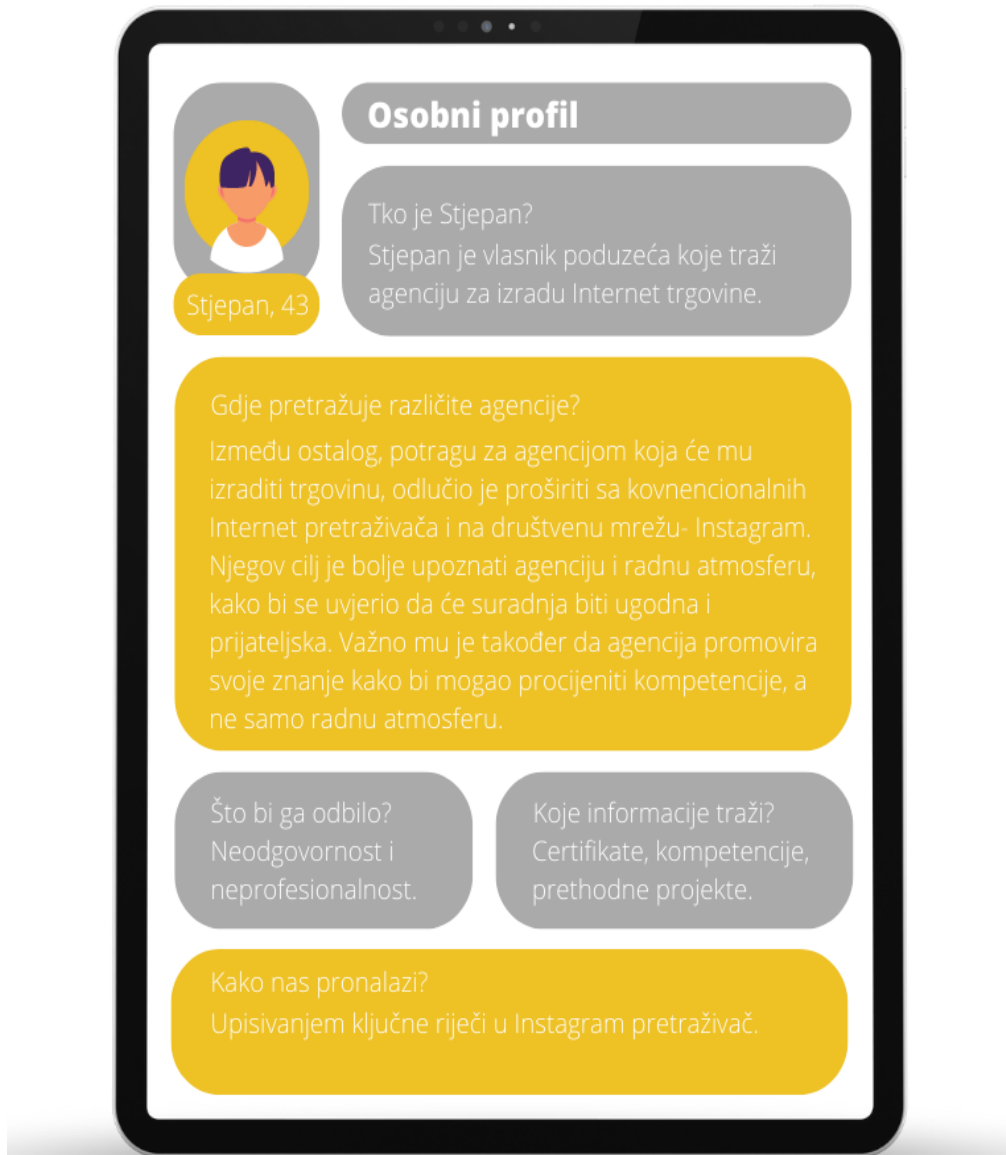 Osobni profil
Stjepan, 43
Tko je Stjepan?
Stjepan je vlasnik poduzeća koje traži
agenciju za izradu Internet trgovine.
Gdje pretražuje različite agencije?
Između ostalog, potragu za agencijom koja će mu
izraditi trgovinu, odlučio je proširiti sa kovnencionalnih
Internet pretraživača i na društvenu mrežu- Instagram.
Njegov cilj je bolje upoznati agenciju i radnu atmosferu,
kako bi se uvjerio da će suradnja biti ugodna i
prijateljska. Važno mu je također da agencija promovira
svoje znanje kako bi mogao procijeniti kompetencije, a
ne samo radnu atmosferu.
Što bi ga odbilo?
Neodgovornost i
neprofesionalnost.
Koje informacije traži?
Certifikate, kompetencije,
prethodne projekte.
Kako nas pronalazi?
Upisivanjem ključne riječi u Instagram pretraživač.